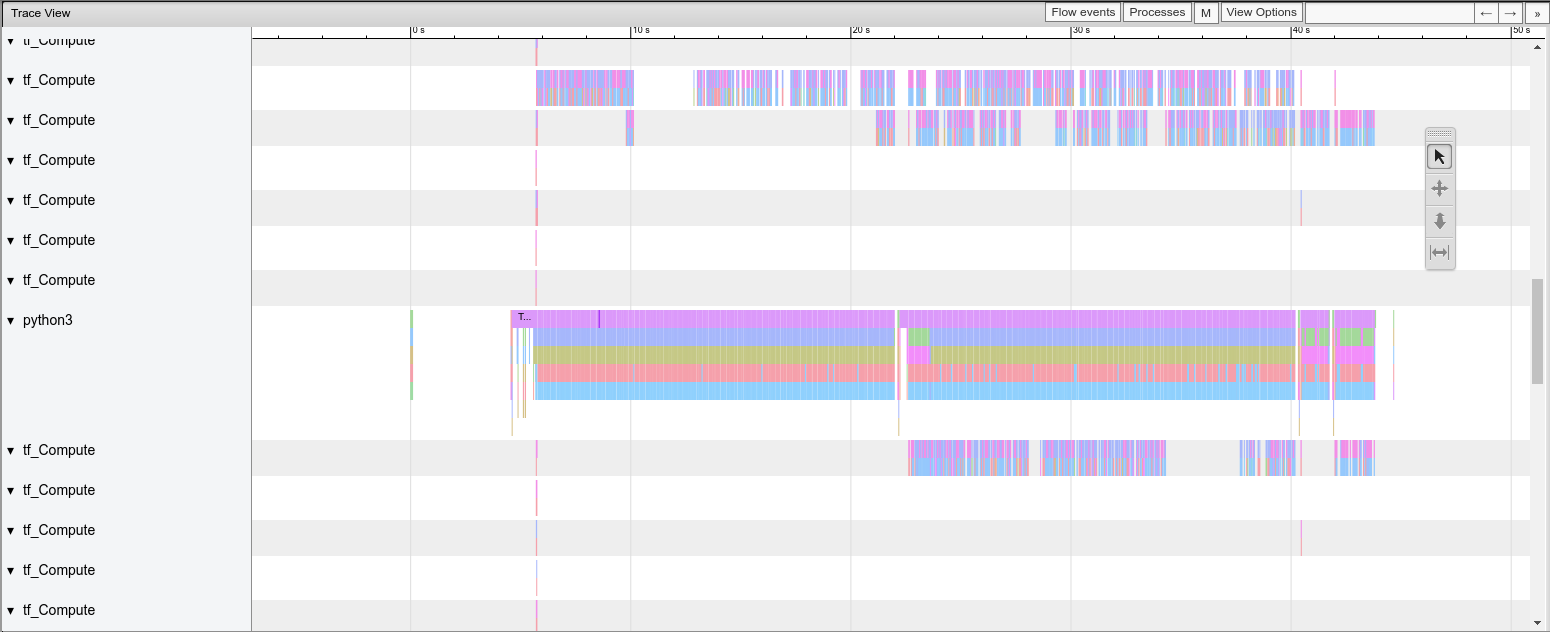 Trace View
Flow events Processes M View Options ← → »
0 s 10 s 20 s 30 s 40 s 50 s
tf_Compute
tf_Compute
tf_Compute
tf_Compute
tf_Compute
tf_Compute
tf_Compute
python3
T...
tf_Compute
tf_Compute
tf_Compute
tf_Compute
tf_Compute